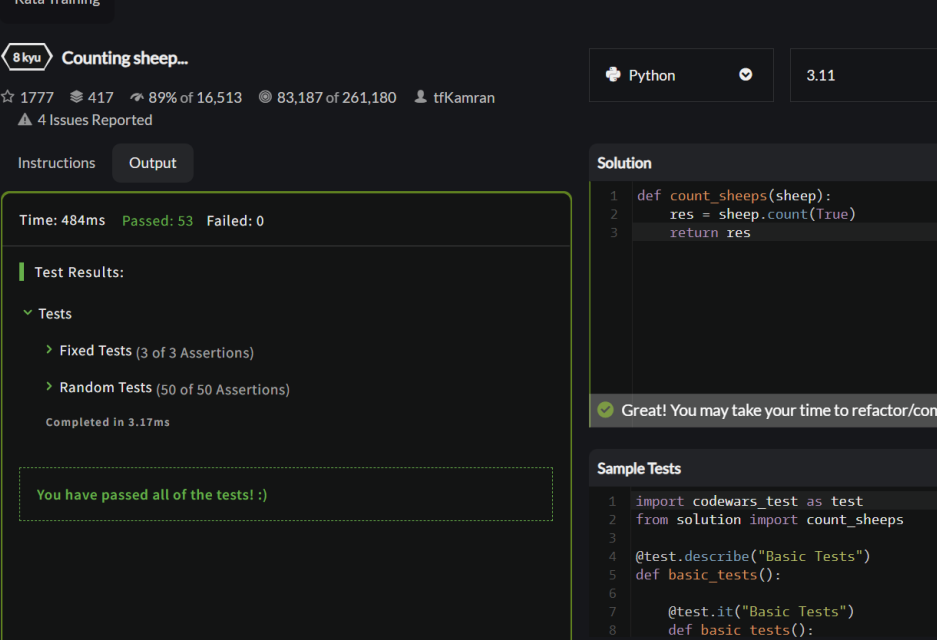 Kata Training
8 kyu Counting sheep...
1777 417 89% of 16,513 83,187 of 261,180 tfKamran
4 Issues Reported
Instructions Output
Time: 484ms Passed: 53 Failed: 0
Test Results:
Tests
Fixed Tests (3 of 3 Assertions)
Random Tests (50 of 50 Assertions)
Completed in 3.17ms
You have passed all of the tests! :)
Python 3.11
Solution
1 def count_sheeps(sheep):
2 res = sheep.count(True)
3 return res
Great! You may take your time to refactor/com
Sample Tests
1 import codewars_test as test
2 from solution import count_sheeps
3
4 @test.describe("Basic Tests")
5 def basic_tests():
6
7 @test.it("Basic Tests")
8 def basic_tests():